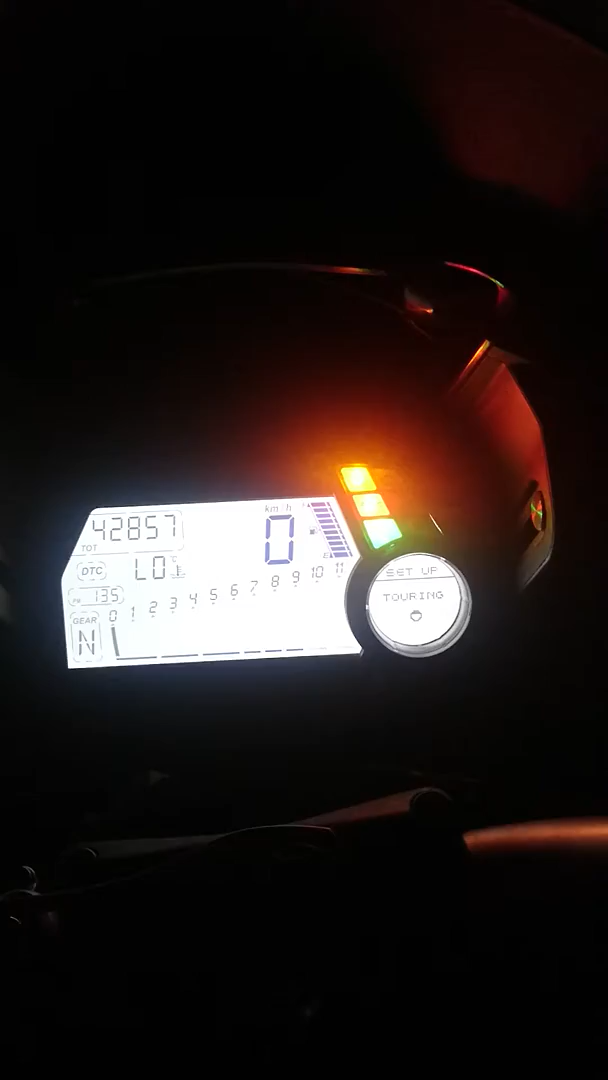 42857
TOT
km/h
0
DTC
LO °C
135
GEAR
N
0 1 2 3 4 5 6 7 8 9 10 11
E
SET UP
TOURING